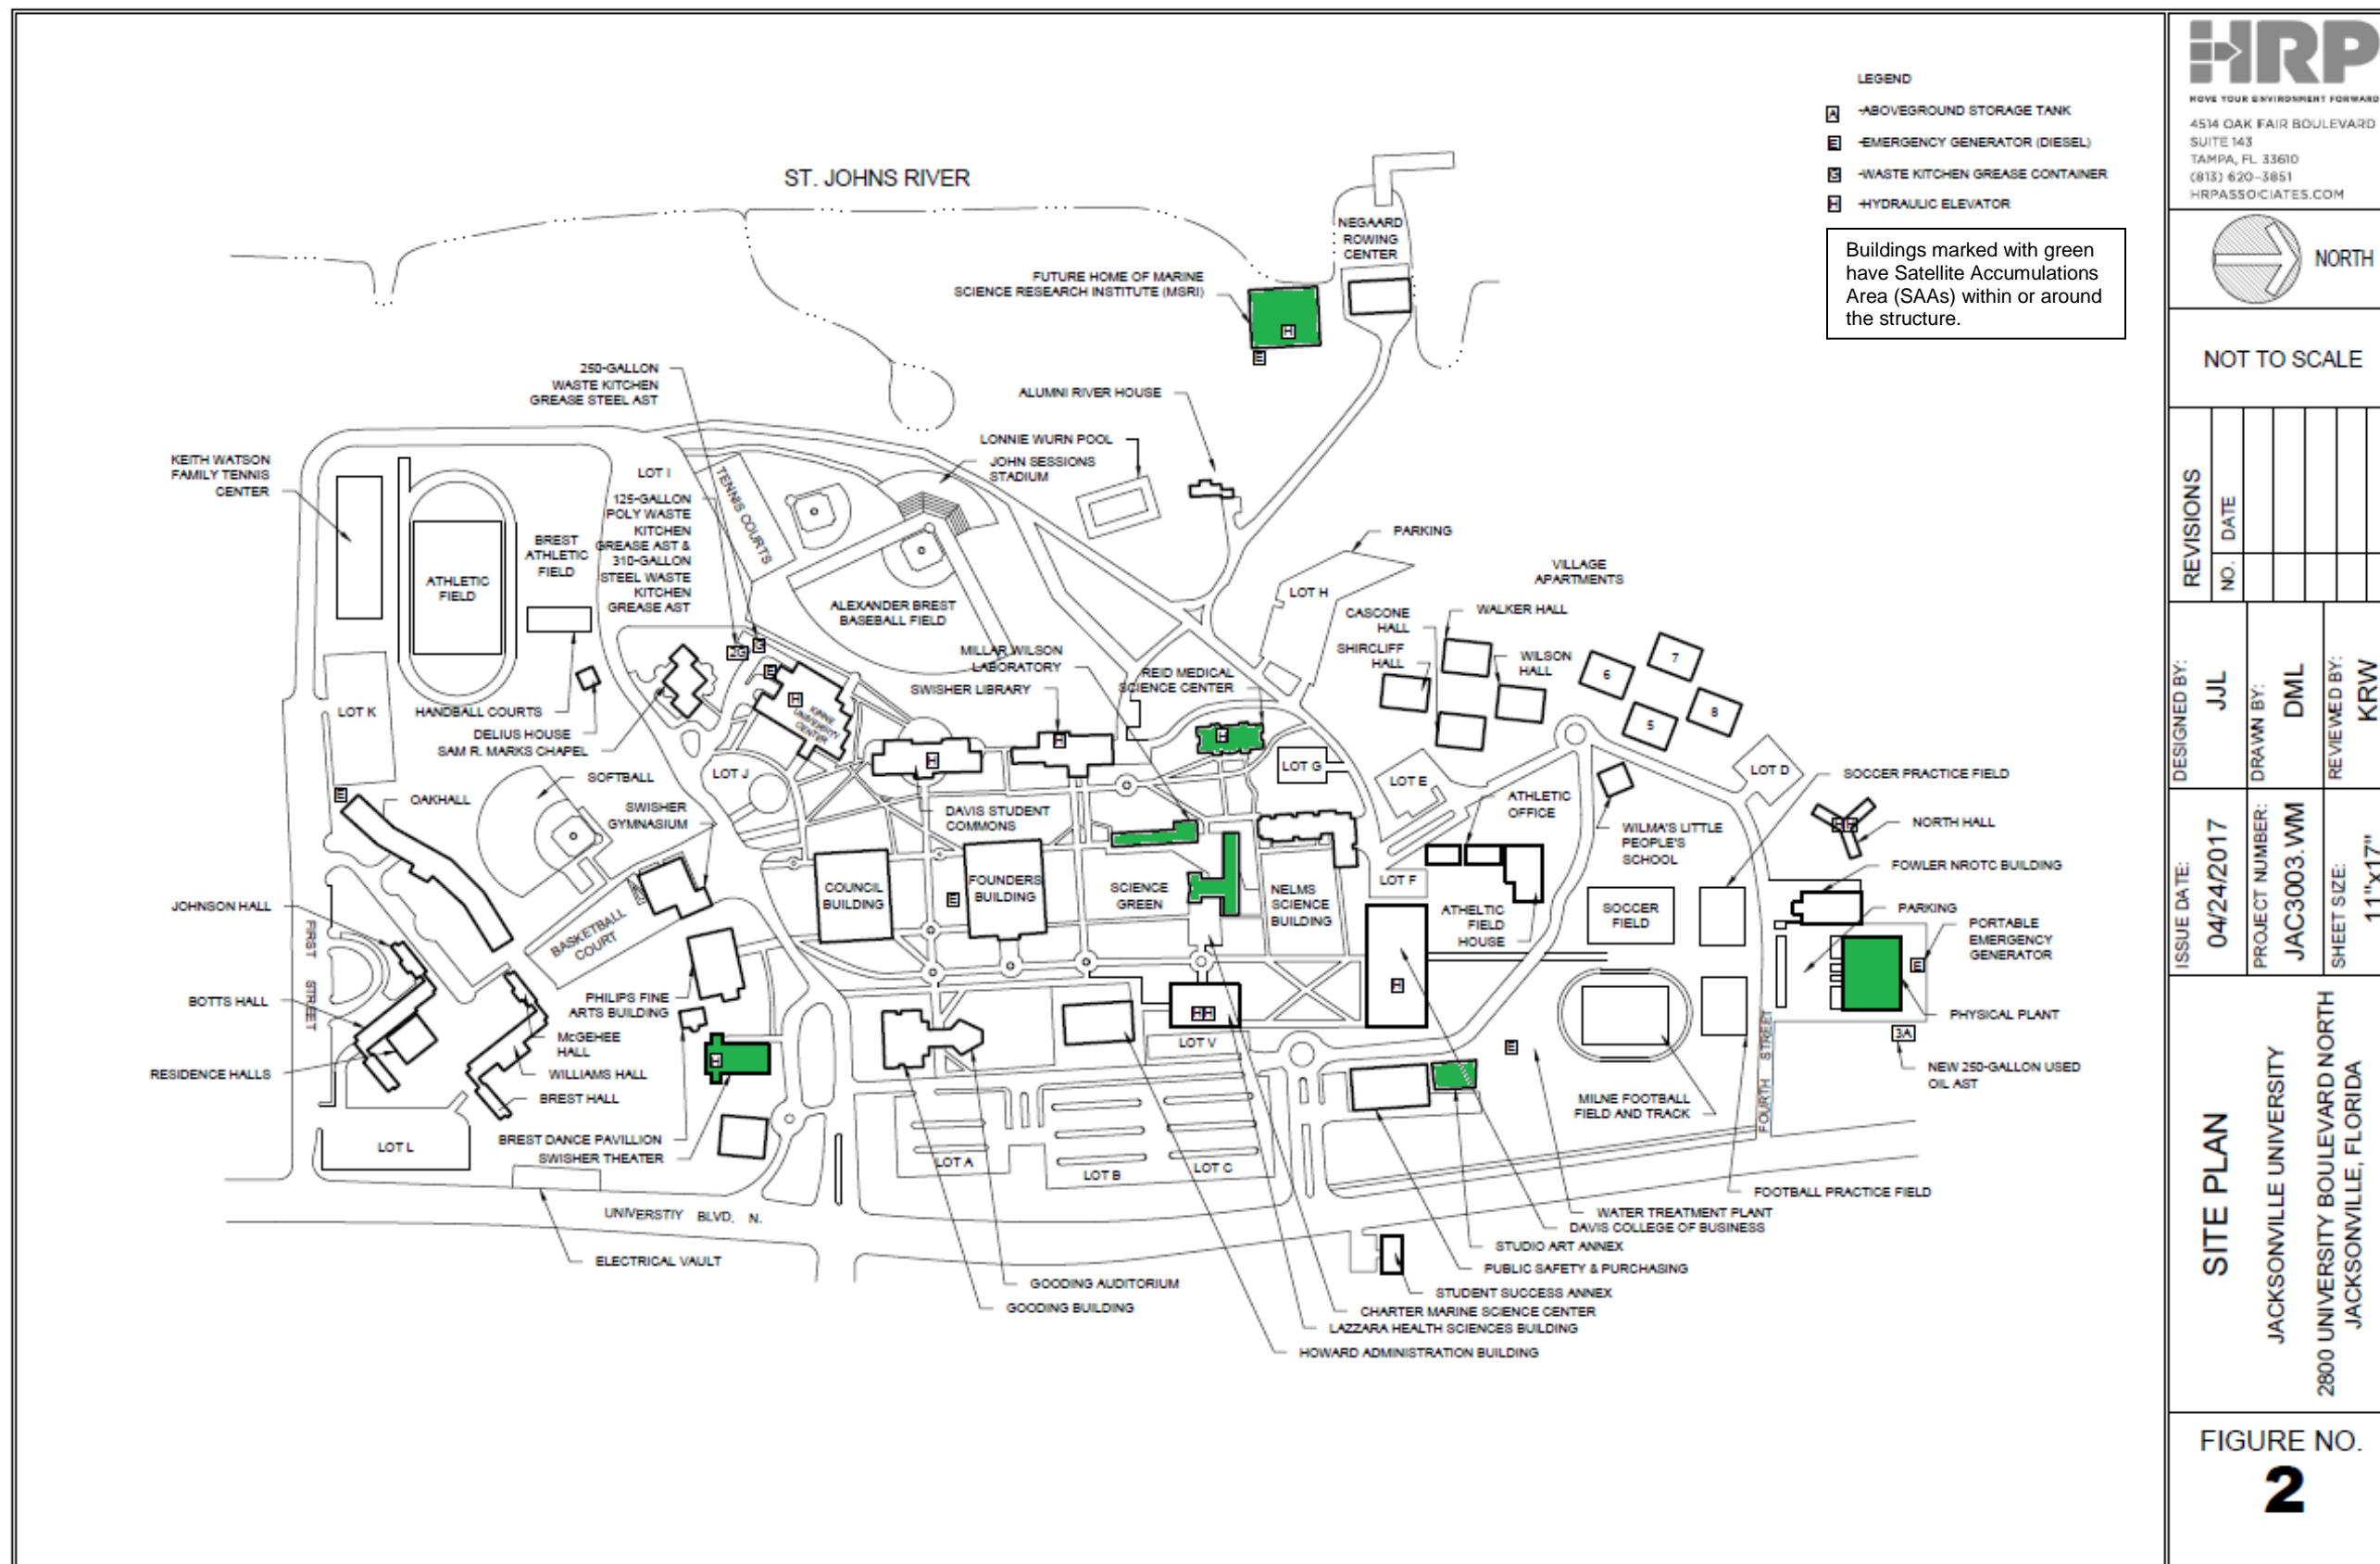 ST. JOHNS RIVER
LEGEND
A -ABOVEGROUND STORAGE TANK
E -EMERGENCY GENERATOR (DIESEL)
G -WASTE KITCHEN GREASE CONTAINER
H -HYDRAULIC ELEVATOR
Buildings marked with green
have Satellite Accumulations
Area (SAAs) within or around
the structure.
NEGAARD
ROWING
CENTER
FUTURE HOME OF MARINE
SCIENCE RESEARCH INSTITUTE (MSRI)
H
E
250-GALLON
WASTE KITCHEN
GREASE STEEL AST
ALUMNI RIVER HOUSE
LONNIE WURN POOL
JOHN SESSIONS
STADIUM
KEITH WATSON
FAMILY TENNIS
CENTER
LOT I
TENNIS COURTS
125-GALLON
POLY WASTE
KITCHEN
GREASE AST &
310-GALLON
STEEL WASTE
KITCHEN
GREASE AST
BREST
ATHLETIC
FIELD
ATHLETIC
FIELD
PARKING
VILLAGE
APARTMENTS
LOT H
ALEXANDER BREST
BASEBALL FIELD
CASCONE
HALL
WALKER HALL
SHIRCLIFF
HALL
WILSON
HALL
6
7
5
8
2G
G
E
H
KINNE
UNIVERSITY
CENTER
MILLAR WILSON
LABORATORY
REID MEDICAL
SCIENCE CENTER
SWISHER LIBRARY
LOT K
HANDBALL COURTS
DELIUS HOUSE
SAM R. MARKS CHAPEL
H
H
H
LOT J
LOT G
LOT E
LOT D
SOCCER PRACTICE FIELD
SOFTBALL
E
OAKHALL
SWISHER
GYMNASIUM
DAVIS STUDENT
COMMONS
ATHLETIC
OFFICE
WILMA'S LITTLE
PEOPLE'S
SCHOOL
HH
NORTH HALL
FOWLER NROTC BUILDING
COUNCIL
BUILDING
E
FOUNDERS
BUILDING
SCIENCE
GREEN
NELMS
SCIENCE
BUILDING
LOT F
ATHELTIC
FIELD
HOUSE
SOCCER
FIELD
PARKING
PORTABLE
EMERGENCY
GENERATOR
E
JOHNSON HALL
FIRST STREET
BASKETBALL
COURT
BOTTS HALL
PHILIPS FINE
ARTS BUILDING
McGEHEE
HALL
RESIDENCE HALLS
WILLIAMS HALL
BREST HALL
H
HH
H
LOT V
E
PHYSICAL PLANT
3A
FOURTH STREET
NEW 250-GALLON USED
OIL AST
MILNE FOOTBALL
FIELD AND TRACK
LOT L
BREST DANCE PAVILLION
SWISHER THEATER
LOT A
LOT B
LOT C
FOOTBALL PRACTICE FIELD
UNIVERSTIY BLVD, N.
WATER TREATMENT PLANT
DAVIS COLLEGE OF BUSINESS
STUDIO ART ANNEX
PUBLIC SAFETY & PURCHASING
ELECTRICAL VAULT
GOODING AUDITORIUM
STUDENT SUCCESS ANNEX
GOODING BUILDING
CHARTER MARINE SCIENCE CENTER
LAZZARA HEALTH SCIENCES BUILDING
HOWARD ADMINISTRATION BUILDING
HRP
MOVE YOUR ENVIRONMENT FORWARD
4514 OAK FAIR BOULEVARD
SUITE 143
TAMPA, FL 33610
(813) 620-3851
HRPASSOCIATES.COM
NORTH
NOT TO SCALE
REVISIONS
NO. DATE
DESIGNED BY:
JJL
DRAWN BY:
DML
REVIEWED BY:
KRW
ISSUE DATE:
04/24/2017
PROJECT NUMBER:
JAC3003.WM
SHEET SIZE:
11"x17"
SITE PLAN
JACKSONVILLE UNIVERSITY
2800 UNIVERSITY BOULEVARD NORTH
JACKSONVILLE, FLORIDA
FIGURE NO.
2